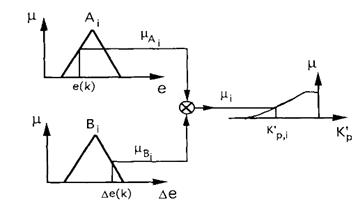 μ
A_i
μ_{A_i}
e(k)
e
μ_i
μ
K'_{p,i}
K'_p
μ
B_i
μ_{B_i}
Δe(k)
Δe